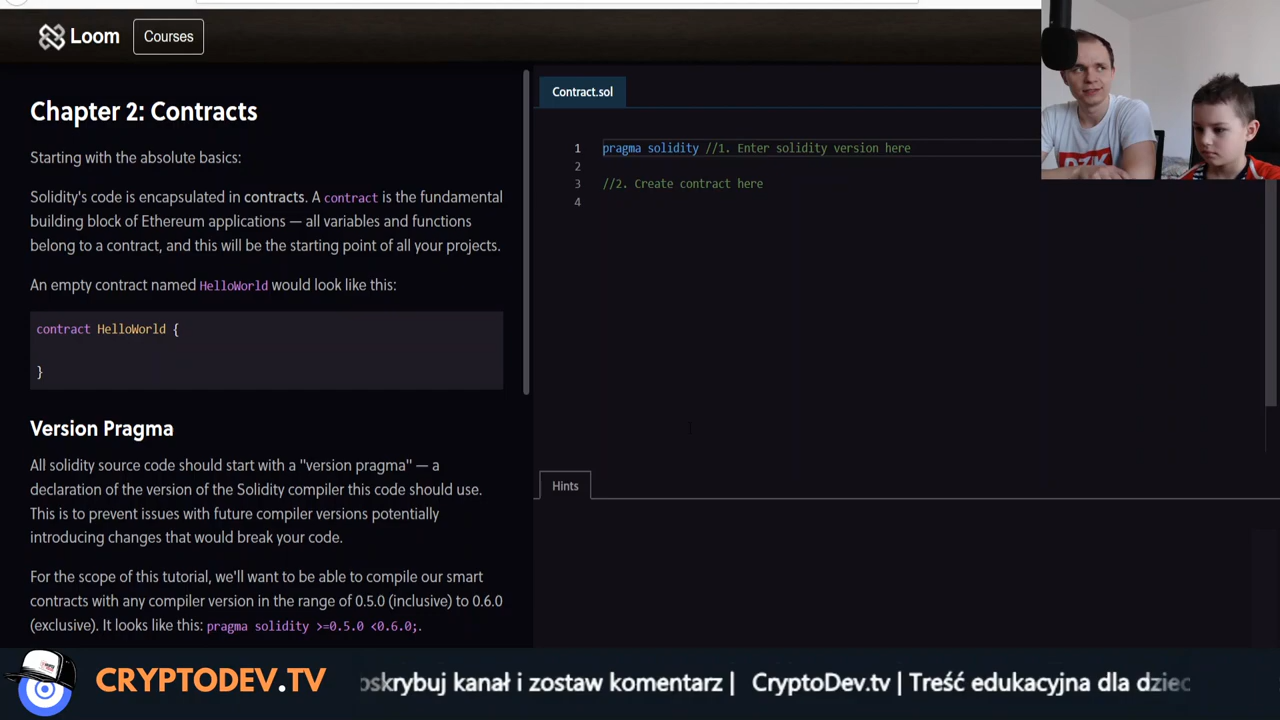 Loom
Courses
Chapter 2: Contracts
Starting with the absolute basics:
Solidity's code is encapsulated in contracts. A contract is the fundamental
building block of Ethereum applications — all variables and functions
belong to a contract, and this will be the starting point of all your projects.
An empty contract named HelloWorld would look like this:
contract HelloWorld {
}
Version Pragma
All solidity source code should start with a "version pragma" — a
declaration of the version of the Solidity compiler this code should use.
This is to prevent issues with future compiler versions potentially
introducing changes that would break your code.
For the scope of this tutorial, we'll want to be able to compile our smart
contracts with any compiler version in the range of 0.5.0 (inclusive) to 0.6.0
(exclusive). It looks like this: pragma solidity >=0.5.0 <0.6.0;.
Contract.sol
1 pragma solidity //1. Enter solidity version here
2
3 //2. Create contract here
4
Hints
CRYPTODEV.TV
oskrybuj kanał i zostaw komentarz | CryptoDev.tv | Treść edukacyjna dla dziec